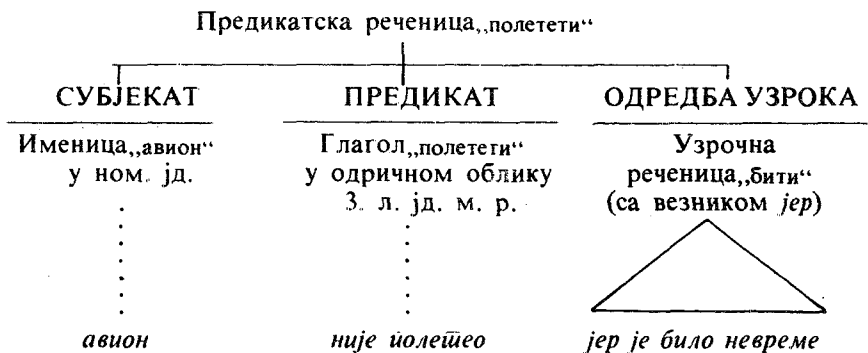 Предикатска реченица „полетети“
СУБЈЕКАТ ПРЕДИКАТ ОДРЕДБА УЗРОКА
Именица „авион“ Глагол „полетети“ Узрочна
у ном. јд. у одричном облику реченица „бити“
3. л. јд. м. р. (са везником јер)
авион није полетео јер је било невреме